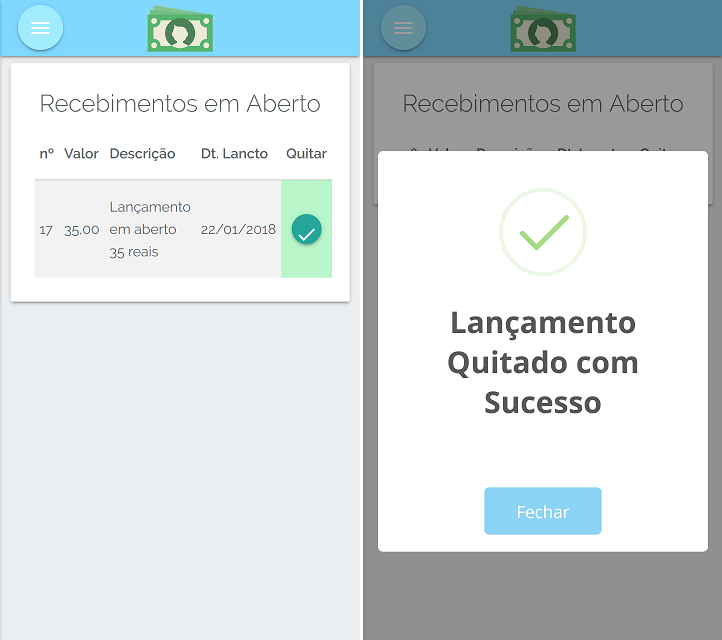 Recebimentos em Aberto
nº Valor Descrição Dt. Lancto Quitar
17 35,00 Lançamento em aberto 35 reais 22/01/2018
Recebimentos em Aberto
Lançamento
Quitado com
Sucesso
Fechar